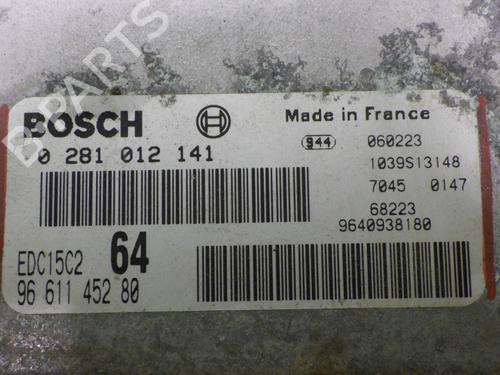 B PARTS
BOSCH
Made in France
0 281 012 141
944 060223
1039S13148
7045 0147
68223
9640938180
EDC15C2 64
96 611 452 80